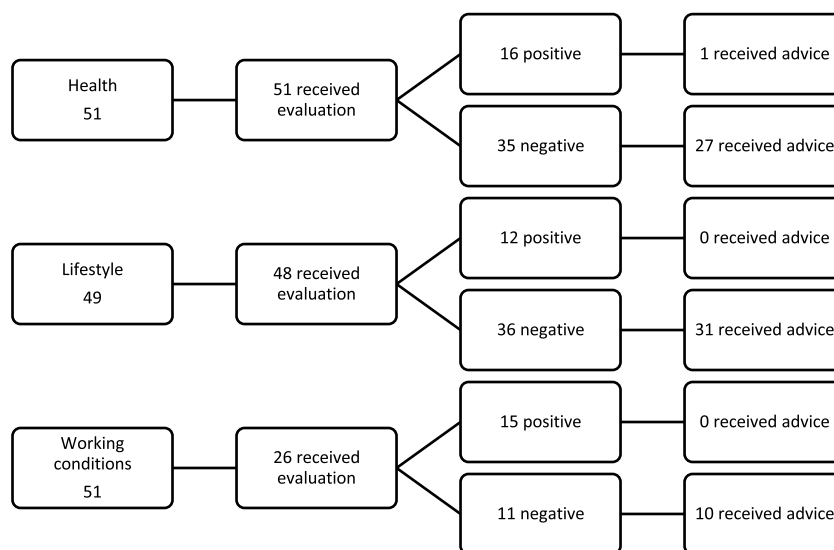 Health
51
51 received
evaluation
16 positive
1 received advice
35 negative
27 received advice
Lifestyle
49
48 received
evaluation
12 positive
0 received advice
36 negative
31 received advice
Working
conditions
51
26 received
evaluation
15 positive
0 received advice
11 negative
10 received advice